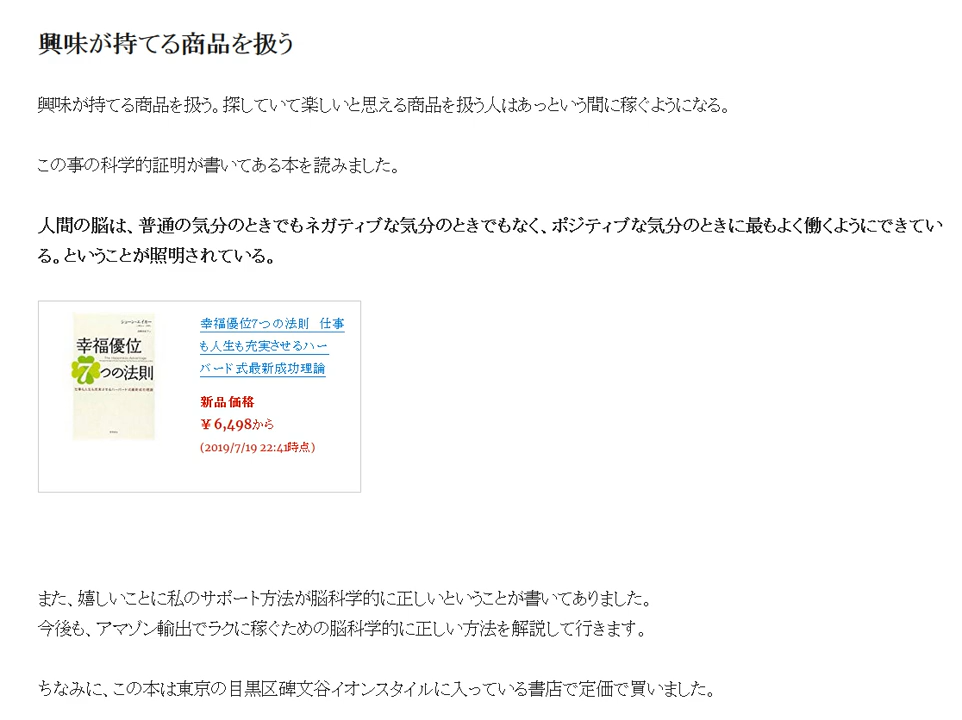 興味が持てる商品を扱う
興味が持てる商品を扱う。探していて楽しいと思える商品を扱う人はあっという間に稼ぐようになる。
この事の科学的証明が書いてある本を読みました。
人間の脳は、普通の気分のときでもネガティブな気分のときでもなく、ポジティブな気分のときに最もよく働くようにできてい
る。ということが照明されている。
ショーン・エイカー
幸福優位
7つの法則
幸福優位7つの法則 仕事
も人生も充実させるハー
バード式最新成功理論
新品価格
￥6,498から
(2019/7/19 22:41時点)
また、嬉しいことに私のサポート方法が脳科学的に正しいということが書いてありました。
今後も、アマゾン輸出でラクに稼ぐための脳科学的に正しい方法を解説して行きます。
ちなみに、この本は東京の目黒区碑文谷イオンスタイルに入っている書店で定価で買いました。